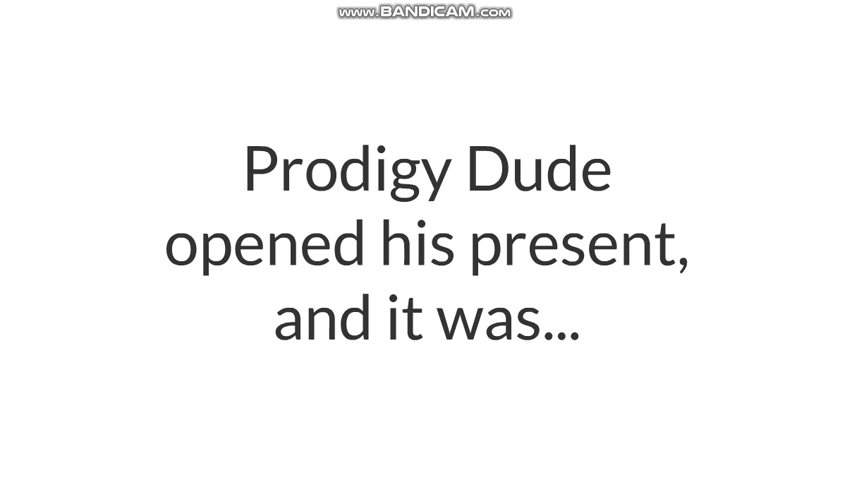 www.BANDICAM.com
Prodigy Dude
opened his present,
and it was...